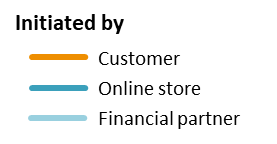 Initiated by
Customer
Online store
Financial partner